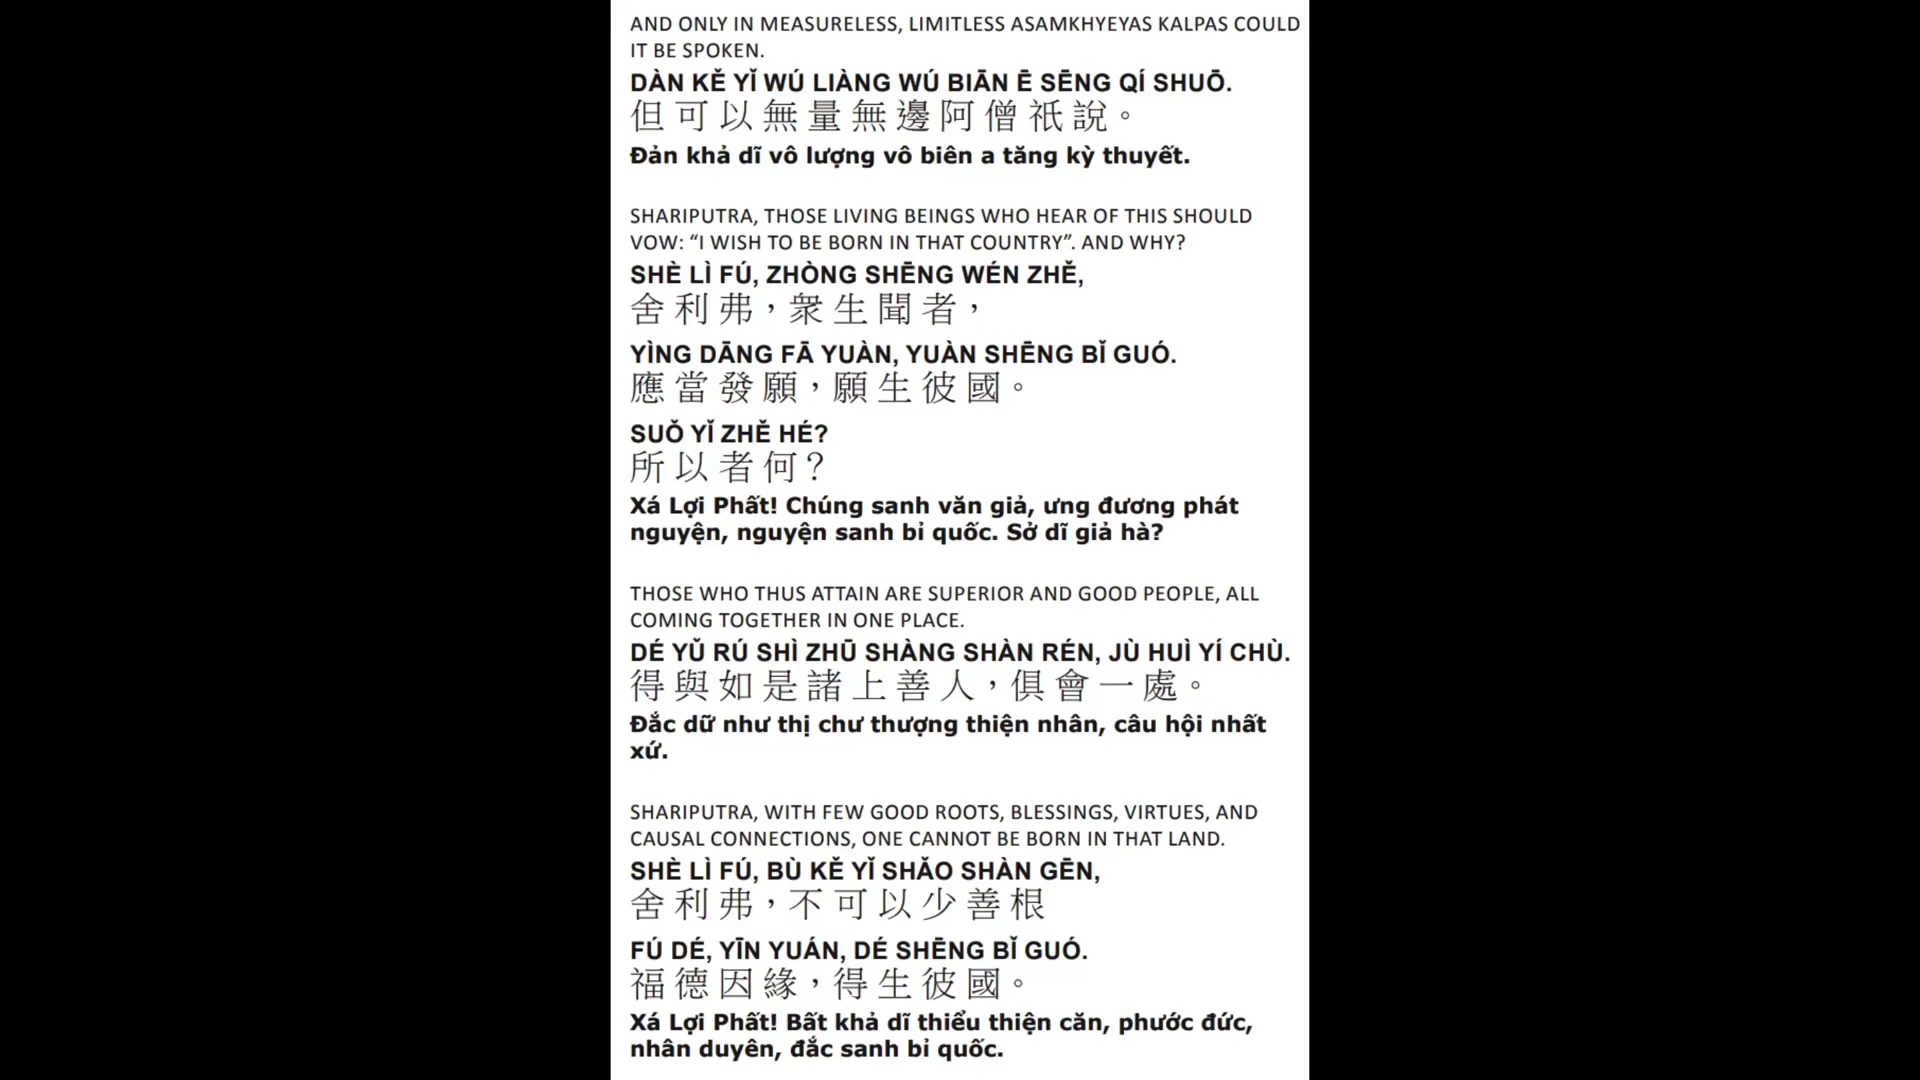 AND ONLY IN MEASURELESS, LIMITLESS ASAMKHYEYAS KALPAS COULD
IT BE SPOKEN.
DÀN KĚ YǏ WÚ LIÀNG WÚ BIĀN Ē SĒNG QÍ SHUŌ.
但可以無量無邊阿僧祇說。
Đản khả dĩ vô lượng vô biên a tăng kỳ thuyết.
SHARIPUTRA, THOSE LIVING BEINGS WHO HEAR OF THIS SHOULD
VOW: “I WISH TO BE BORN IN THAT COUNTRY”. AND WHY?
SHÈ LÌ FÚ, ZHÒNG SHĒNG WÉN ZHĚ,
舍利弗，衆生聞者，
YÌNG DĀNG FĀ YUÀN, YUÀN SHĒNG BǏ GUÓ.
應當發願，願生彼國。
SUǑ YǏ ZHĚ HÉ?
所以者何？
Xá Lợi Phất! Chúng sanh văn giả, ưng đương phát
nguyện, nguyện sanh bỉ quốc. Sở dĩ giả hà?
THOSE WHO THUS ATTAIN ARE SUPERIOR AND GOOD PEOPLE, ALL
COMING TOGETHER IN ONE PLACE.
DÉ YǓ RÚ SHÌ ZHŪ SHÀNG SHÀN RÉN, JÙ HUÌ YÍ CHÙ.
得與如是諸上善人，俱會一處。
Đắc dữ như thị chư thượng thiện nhân, câu hội nhất
xứ.
SHARIPUTRA, WITH FEW GOOD ROOTS, BLESSINGS, VIRTUES, AND
CAUSAL CONNECTIONS, ONE CANNOT BE BORN IN THAT LAND.
SHÈ LÌ FÚ, BÙ KĚ YǏ SHǍO SHÀN GĒN,
舍利弗，不可以少善根
FÚ DÉ, YĪN YUÁN, DÉ SHĒNG BǏ GUÓ.
福德因緣，得生彼國。
Xá Lợi Phất! Bất khả dĩ thiểu thiện căn, phước đức,
nhân duyên, đắc sanh bỉ quốc.